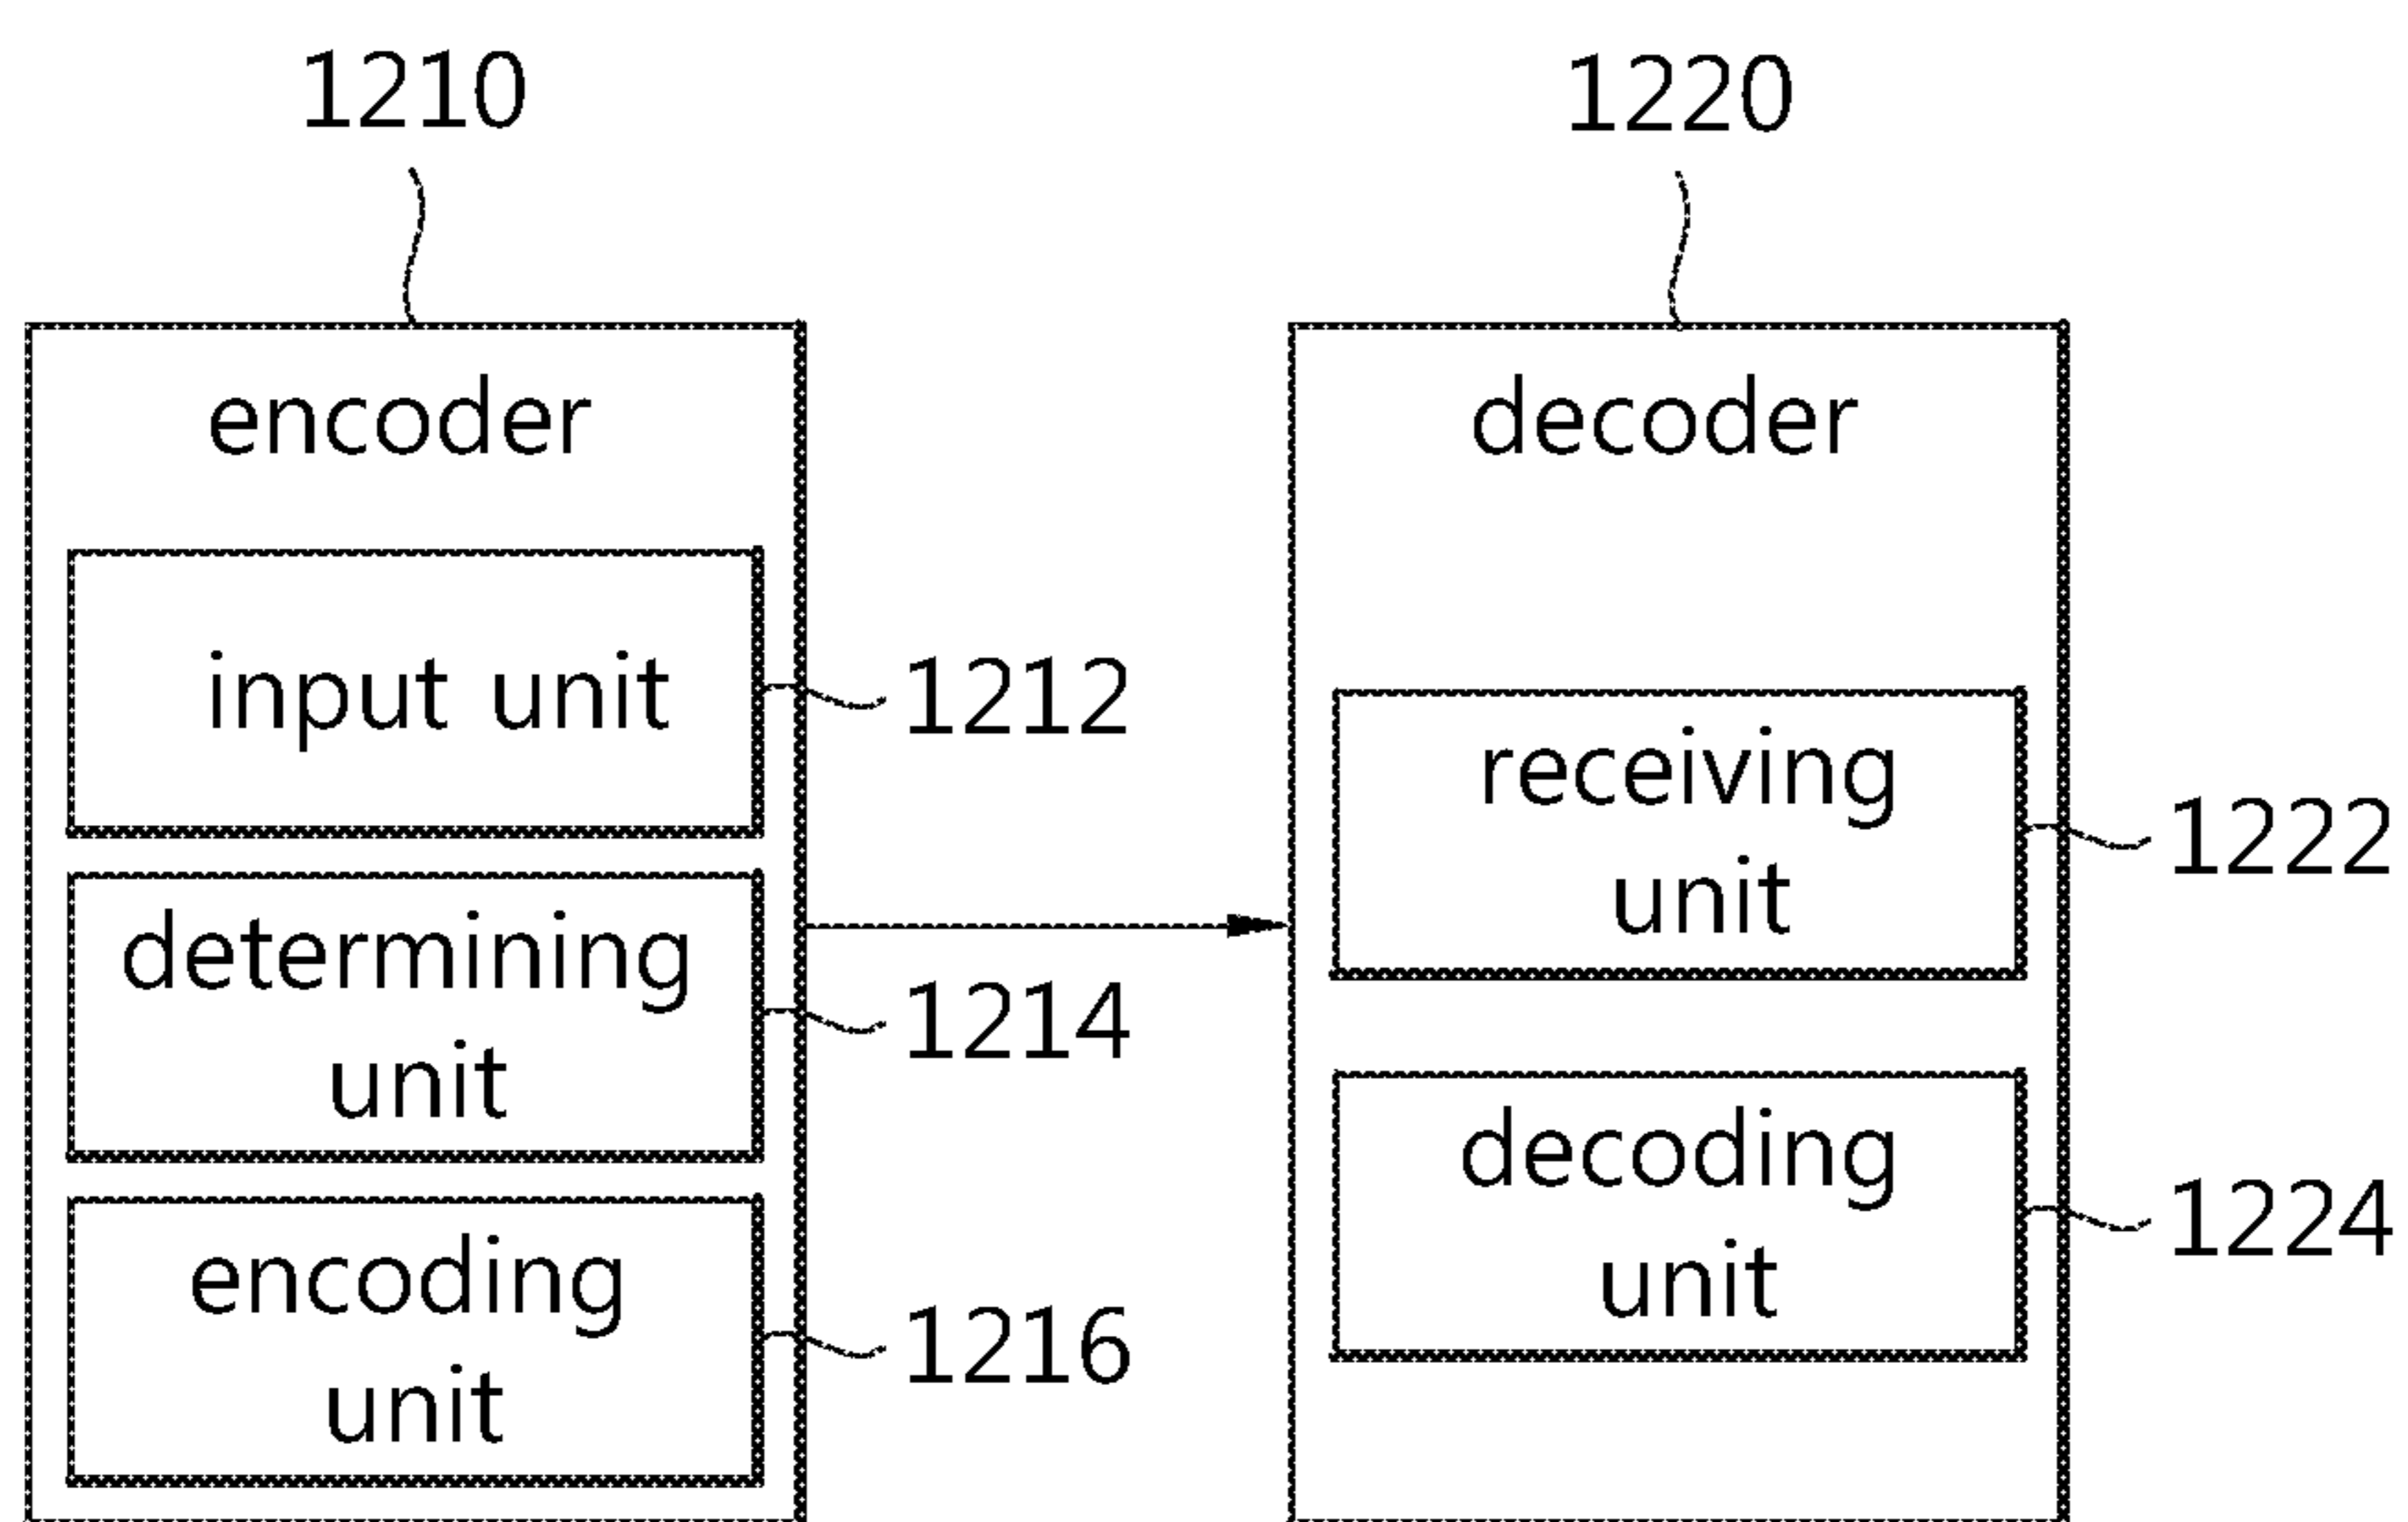 1210
1220
encoder
decoder
input unit
1212
receiving
unit
1222
determining
unit
1214
decoding
unit
1224
encoding
unit
1216